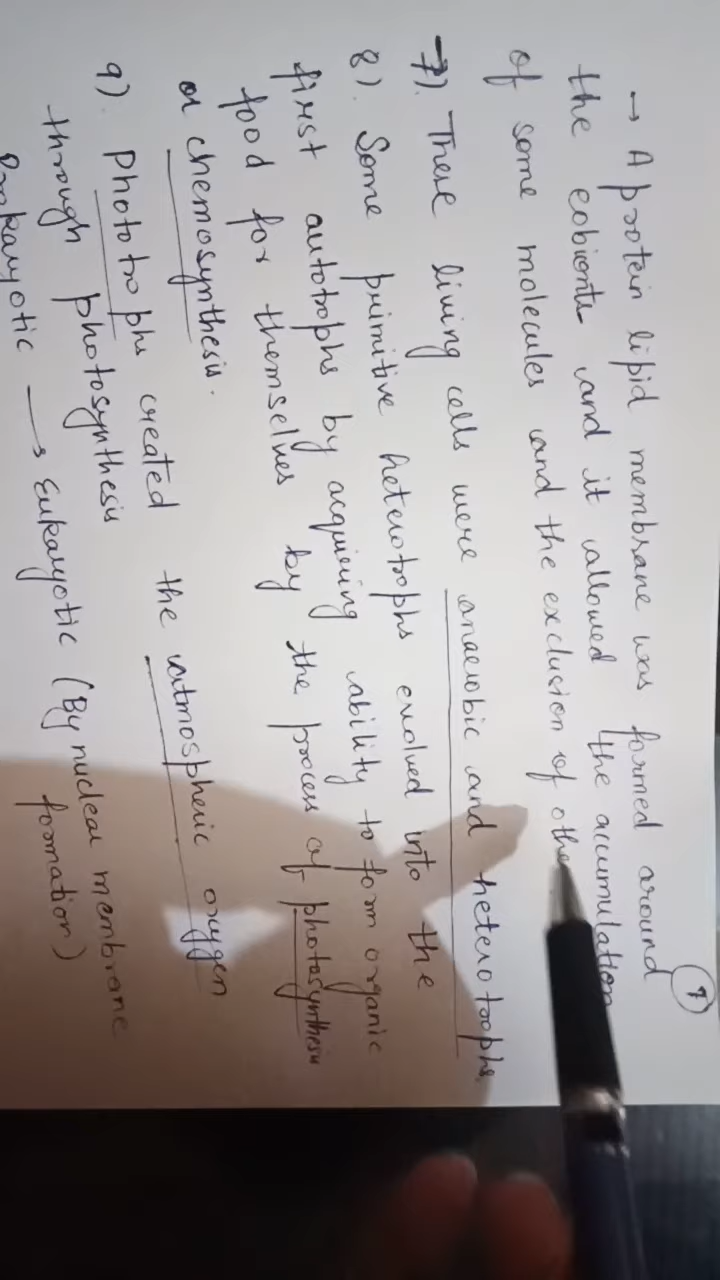 7
→ A protein lipid membrane was formed around
the eobionts and it allowed the accumulation
of some molecules and the exclusion of othe
7). These living cells were anaerobic and heterotrophs.
8). Some primitive heterotrophs evolved into the
first autotrophs by acquiering ability to form organic
food for themselves by the process of photosynthesis
or chemosynthesis.
9). Phototrophs created the atmospheric oxygen
through photosynthesis
Prokaryotic → Eukaryotic (By nuclear membrane
formation)